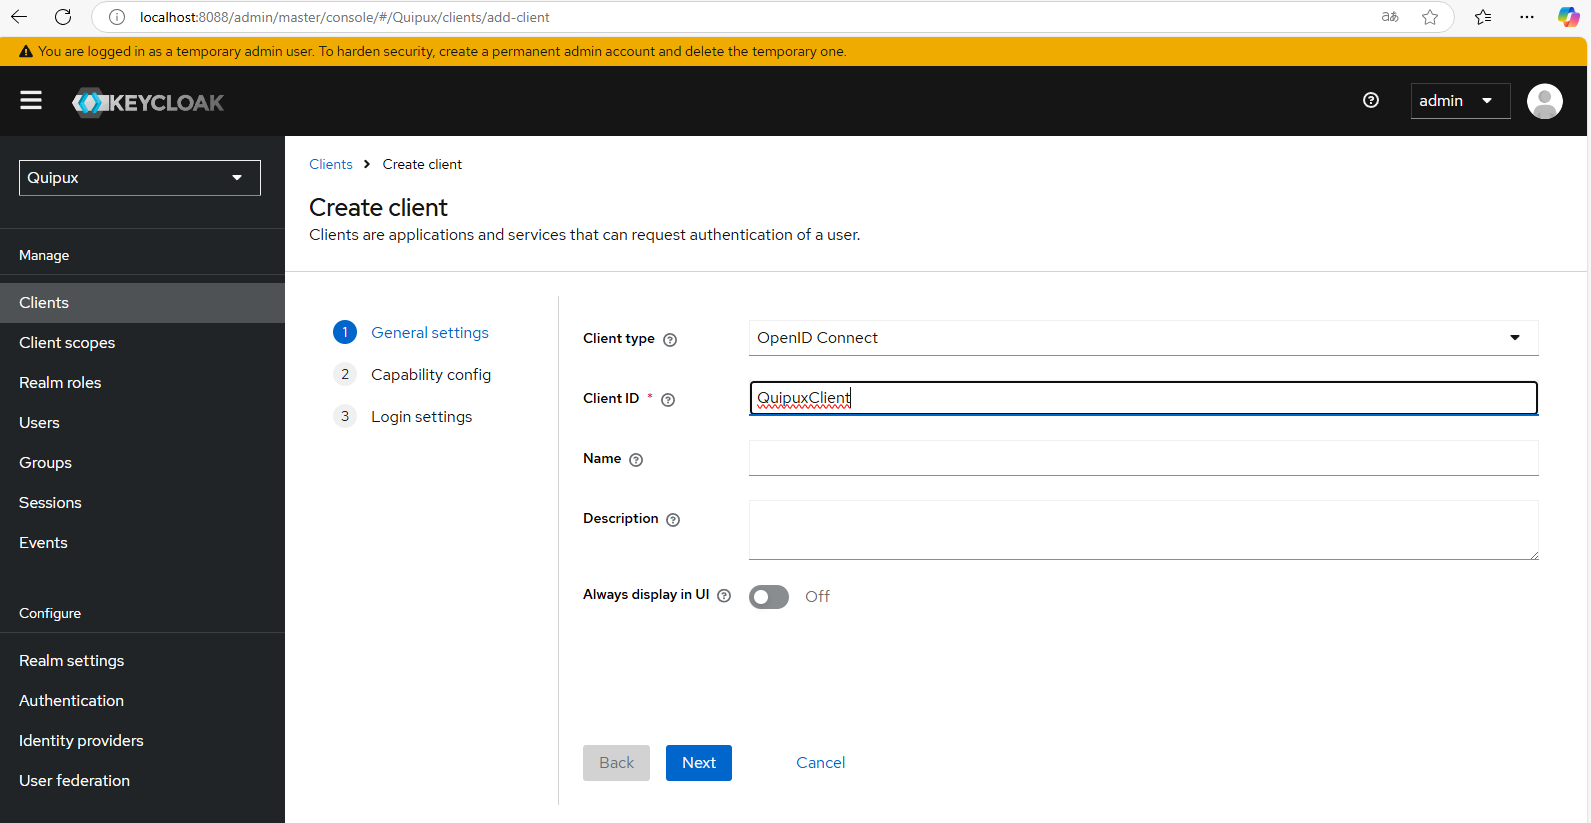 localhost:8088/admin/master/console/#/Quipux/clients/add-client
You are logged in as a temporary admin user. To harden security, create a permanent admin account and delete the temporary one.
KEYCLOAK
admin
Quipux
Manage
Clients
Client scopes
Realm roles
Users
Groups
Sessions
Events
Configure
Realm settings
Authentication
Identity providers
User federation
Clients > Create client
Create client
Clients are applications and services that can request authentication of a user.
1 General settings
2 Capability config
3 Login settings
Client type OpenID Connect
Client ID * QuipuxClient
Name
Description
Always display in UI Off
Back Next Cancel